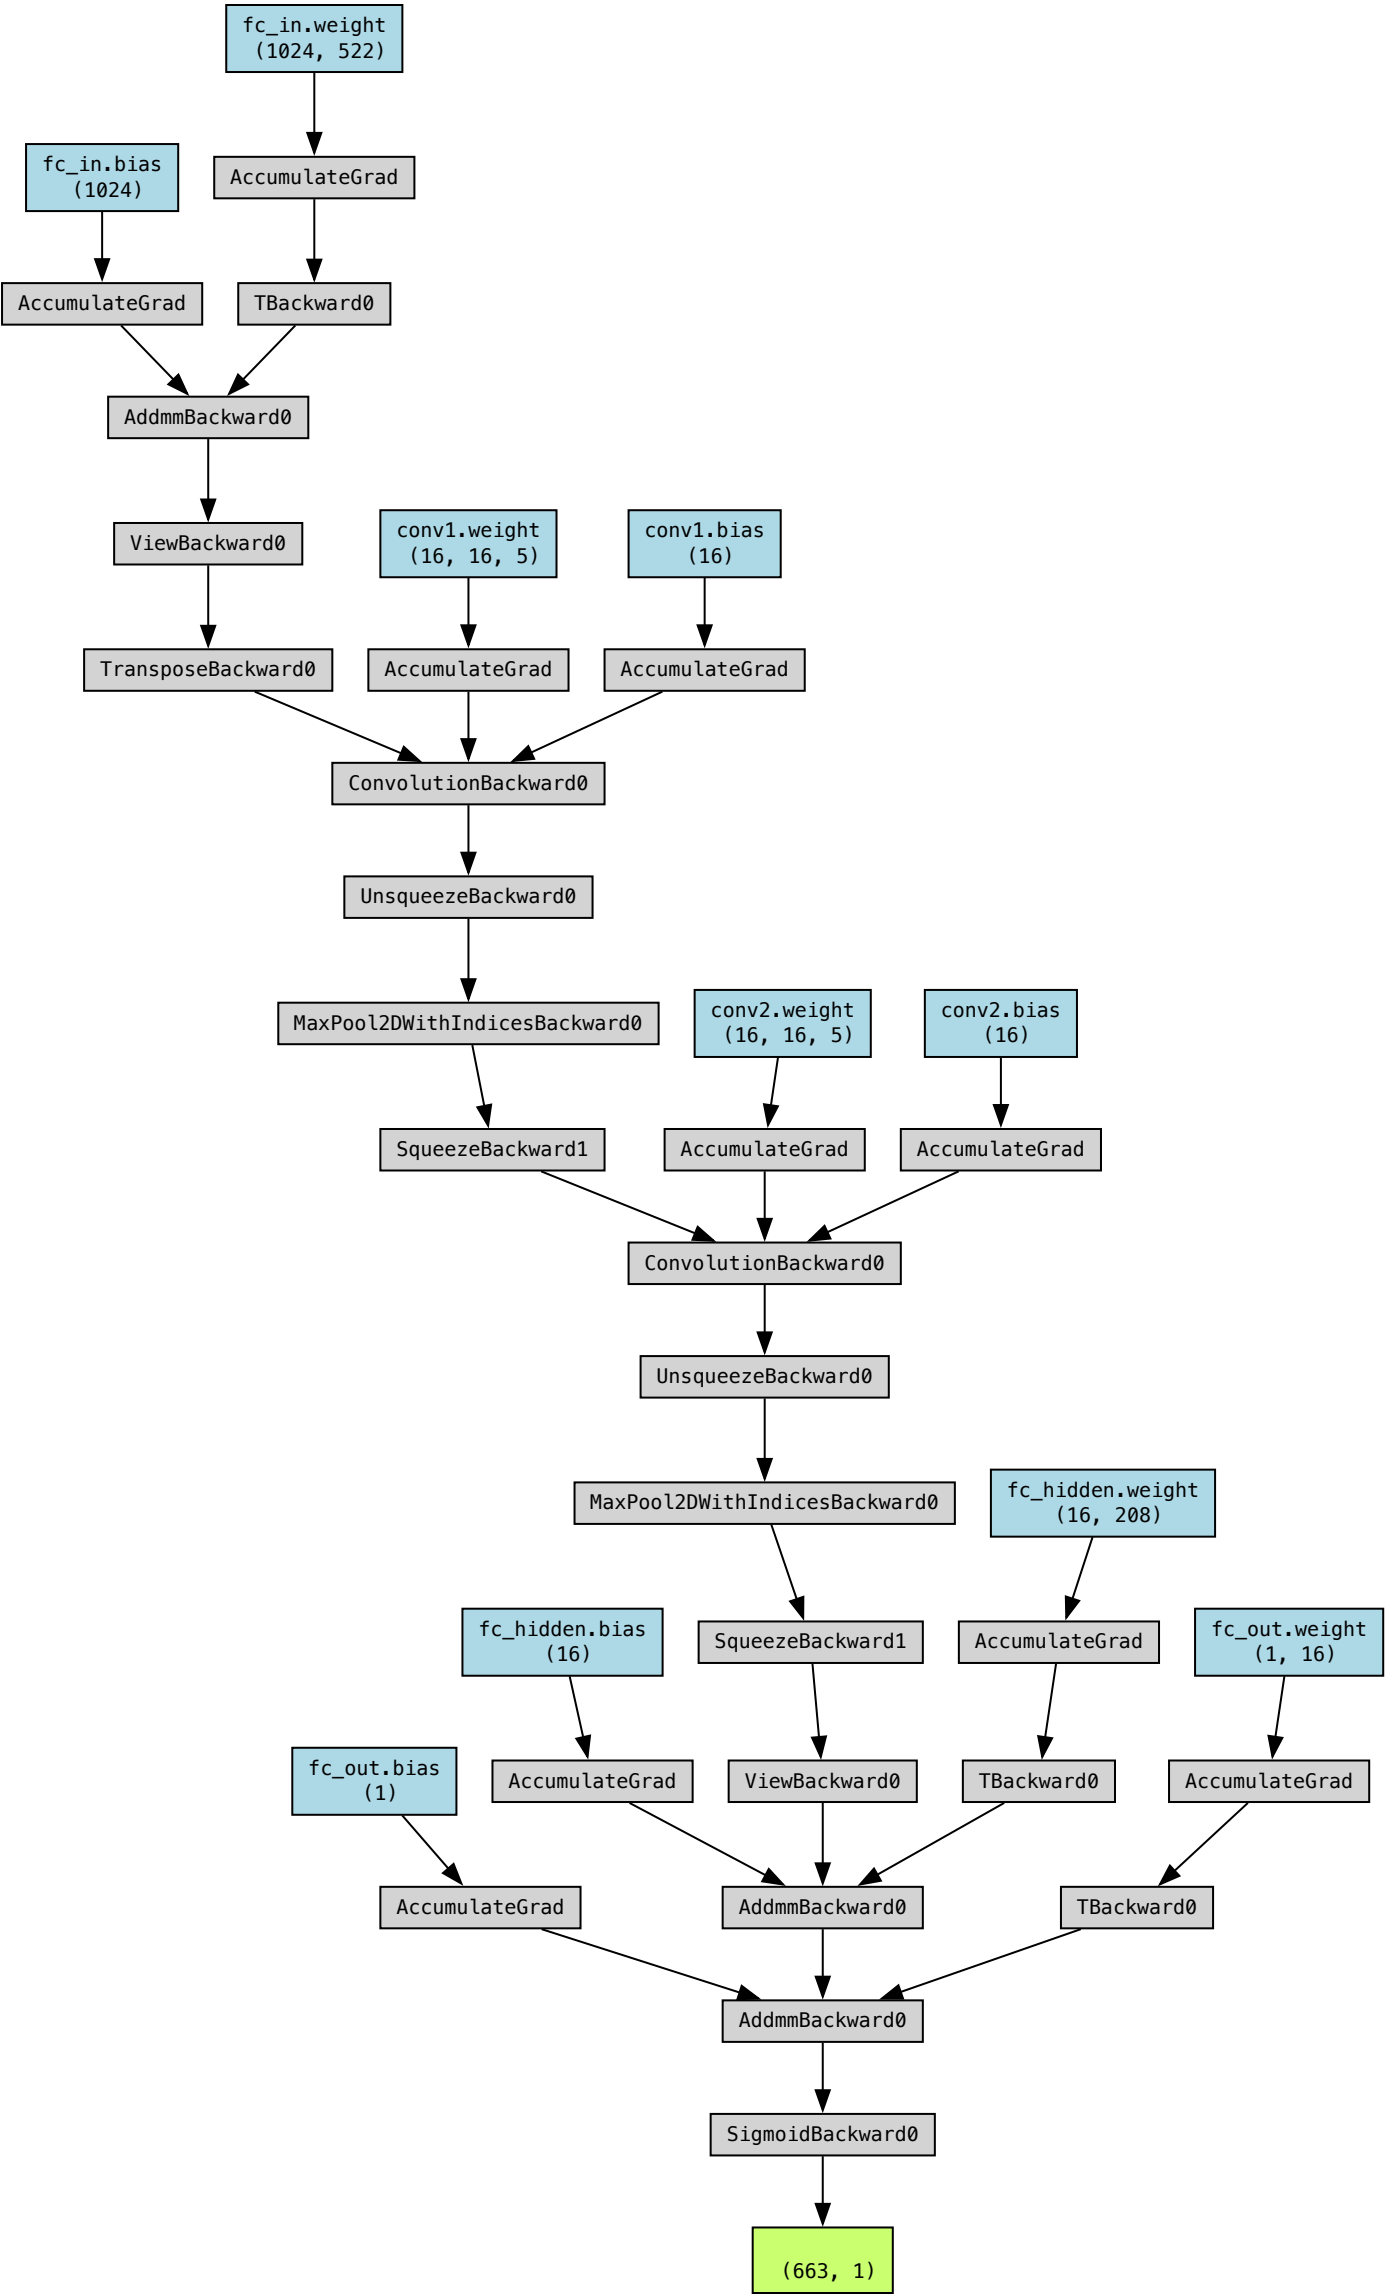 fc_in.weight
(1024, 522)
fc_in.bias
(1024)
AccumulateGrad
AccumulateGrad
TBackward0
AddmmBackward0
ViewBackward0
conv1.weight
(16, 16, 5)
conv1.bias
(16)
TransposeBackward0
AccumulateGrad
AccumulateGrad
ConvolutionBackward0
UnsqueezeBackward0
MaxPool2DWithIndicesBackward0
conv2.weight
(16, 16, 5)
conv2.bias
(16)
SqueezeBackward1
AccumulateGrad
AccumulateGrad
ConvolutionBackward0
UnsqueezeBackward0
MaxPool2DWithIndicesBackward0
fc_hidden.weight
(16, 208)
fc_hidden.bias
(16)
SqueezeBackward1
AccumulateGrad
fc_out.weight
(1, 16)
fc_out.bias
(1)
AccumulateGrad
ViewBackward0
TBackward0
AccumulateGrad
AccumulateGrad
AddmmBackward0
TBackward0
AddmmBackward0
SigmoidBackward0
(663, 1)